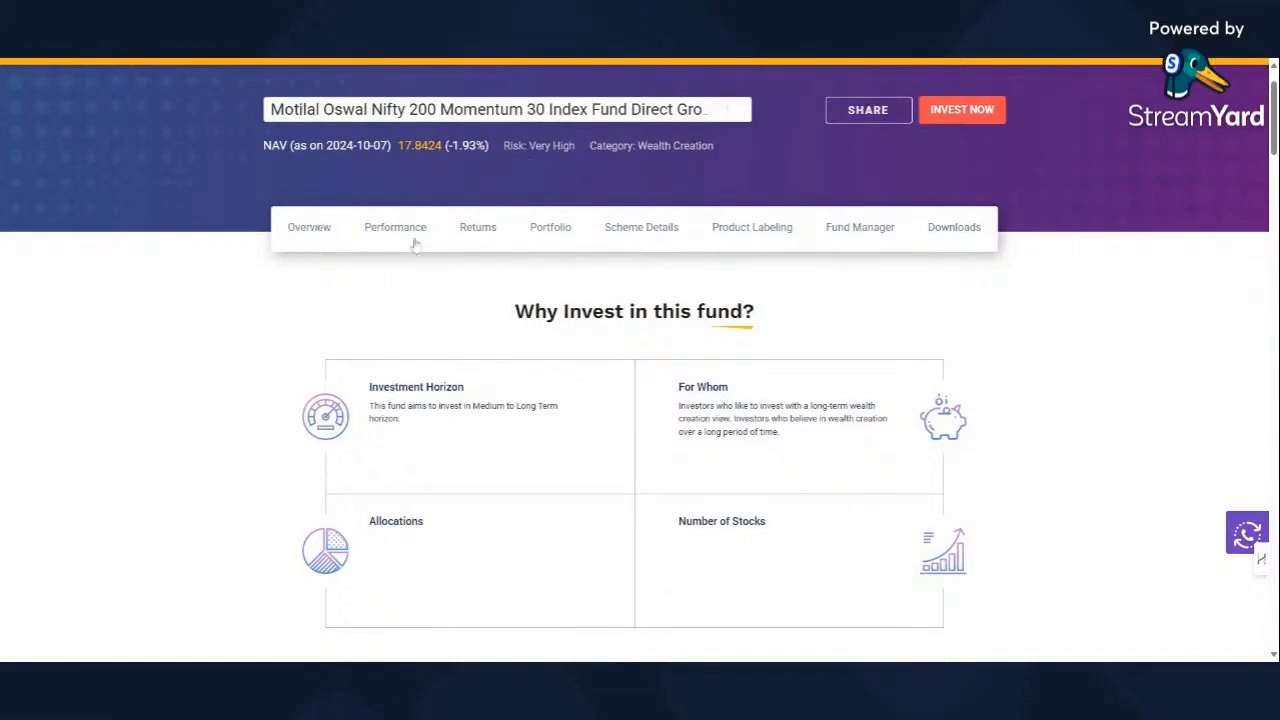 Powered by
StreamYard
Motilal Oswal Nifty 200 Momentum 30 Index Fund Direct Gro...
SHARE
INVEST NOW
NAV (as on 2024-10-07) 17.8424 (-1.93%) Risk: Very High Category: Wealth Creation
Overview Performance Returns Portfolio Scheme Details Product Labeling Fund Manager Downloads
Why Invest in this fund?
Investment Horizon
This fund aims to invest in Medium to Long Term
horizon.
For Whom
Investors who like to invest with a long-term wealth
creation view. Investors who believe in wealth creation
over a long period of time.
Allocations
Number of Stocks